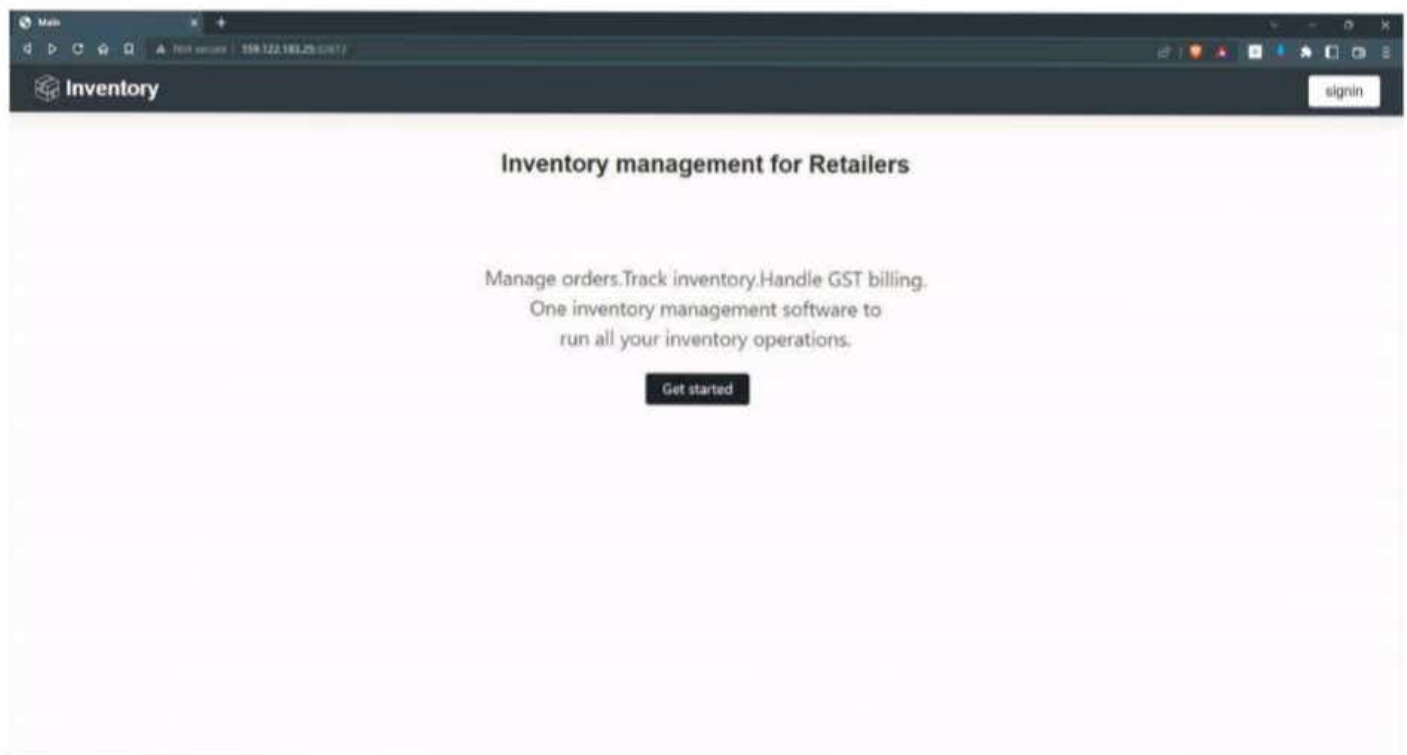 Main
Not secure
Inventory
signin
Inventory management for Retailers
Manage orders.Track inventory.Handle GST billing.
One inventory management software to
run all your inventory operations.
Get started